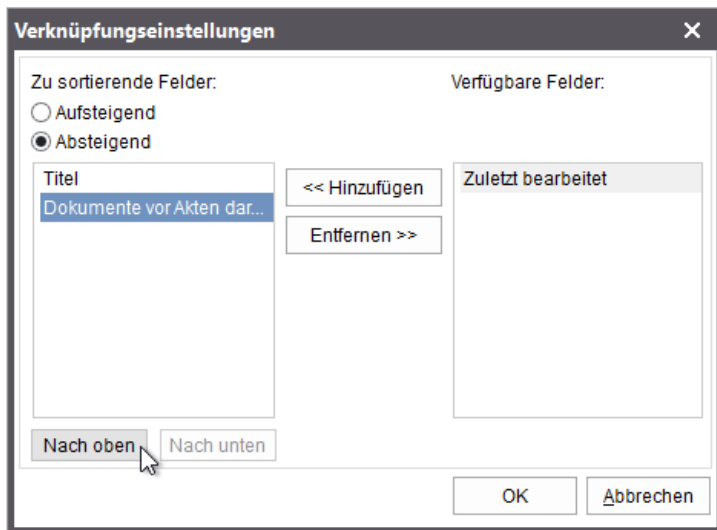 Verknüpfungseinstellungen
Zu sortierende Felder:
Verfügbare Felder:
Aufsteigend
Absteigend
Titel
Dokumente vor Akten dar...
<< Hinzufügen
Entfernen >>
Zuletzt bearbeitet
Nach oben
Nach unten
OK
Abbrechen